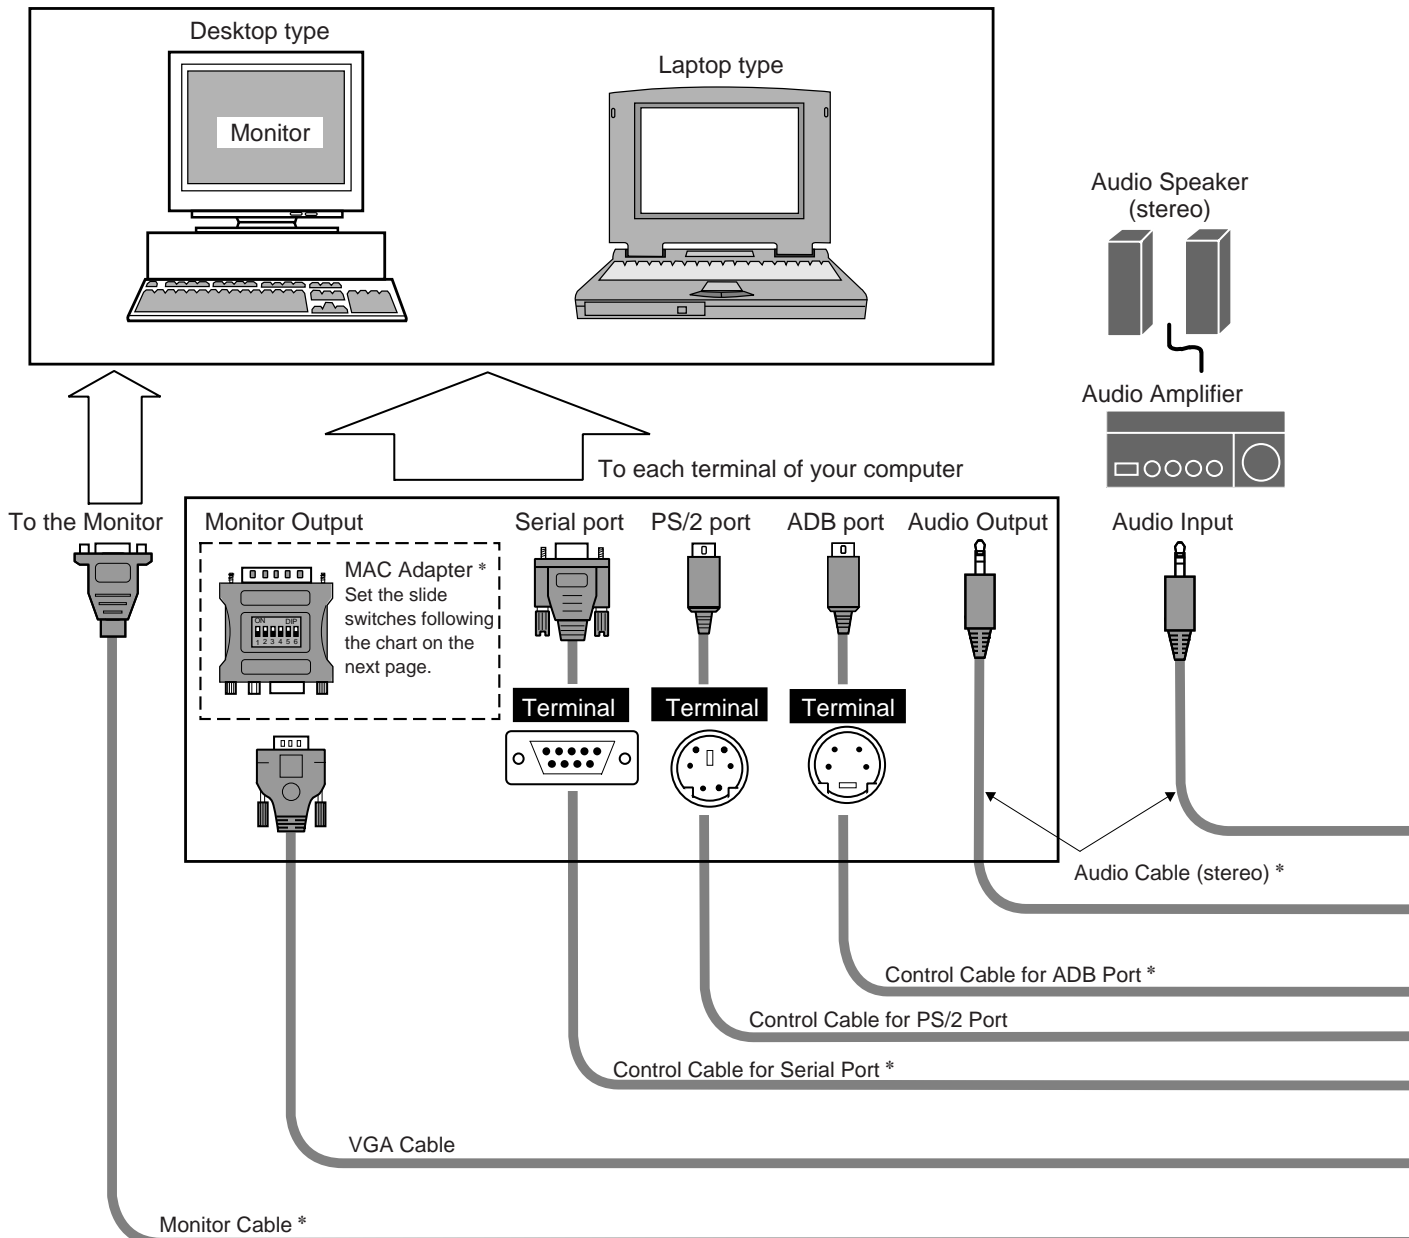 Desktop type
Laptop type
Monitor
Audio Speaker
(stereo)
Audio Amplifier
To each terminal of your computer
To the Monitor
Monitor Output
Serial port
PS/2 port
ADB port
Audio Output
Audio Input
MAC Adapter *
Set the slide
switches following
the chart on the
next page.
ON DIP
1 2 3 4 5 6
Terminal
Terminal
Terminal
Audio Cable (stereo) *
Control Cable for ADB Port *
Control Cable for PS/2 Port
Control Cable for Serial Port *
VGA Cable
Monitor Cable *